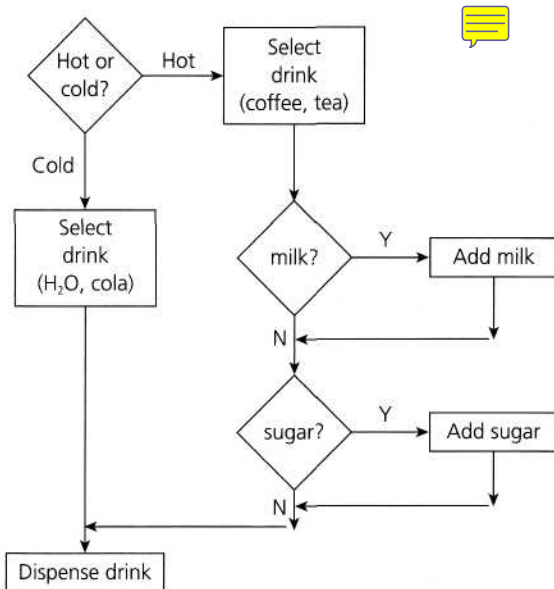 Hot or
cold?
Hot
Select
drink
(coffee, tea)
Cold
Select
drink
(H₂O, cola)
milk?
Y
Add milk
N
sugar?
Y
Add sugar
N
Dispense drink